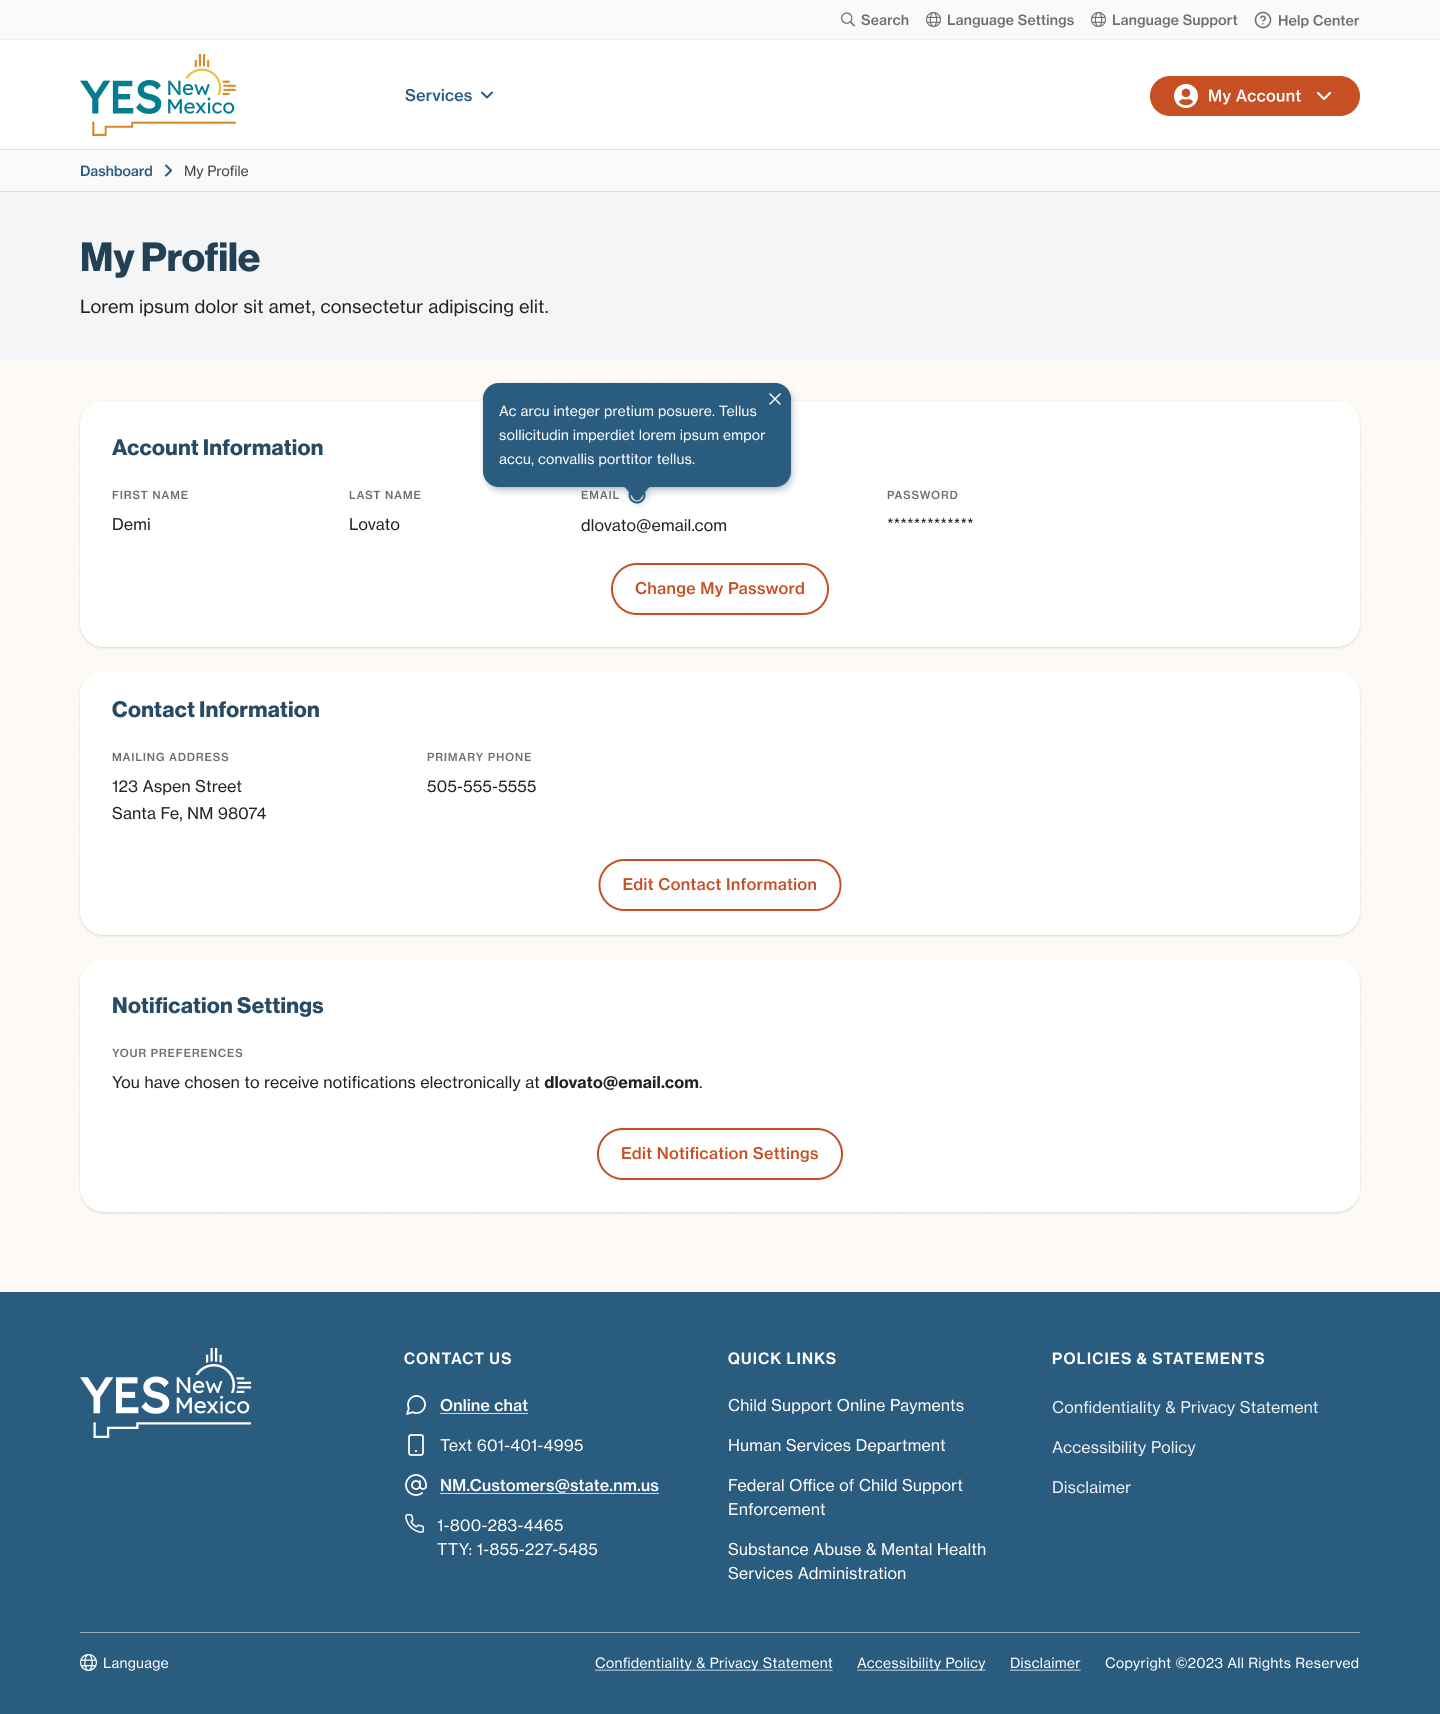 Search
Language Settings
Language Support
Help Center
YES New Mexico
Services
My Account
Dashboard
My Profile
My Profile
Lorem ipsum dolor sit amet, consectetur adipiscing elit.
Ac arcu integer pretium posuere. Tellus
sollicitudin imperdiet lorem ipsum empor
accu, convallis porttitor tellus.
Account Information
FIRST NAME
Demi
LAST NAME
Lovato
EMAIL
dlovato@email.com
PASSWORD
*************
Change My Password
Contact Information
MAILING ADDRESS
123 Aspen Street
Santa Fe, NM 98074
PRIMARY PHONE
505-555-5555
Edit Contact Information
Notification Settings
YOUR PREFERENCES
You have chosen to receive notifications electronically at dlovato@email.com.
Edit Notification Settings
YES New Mexico
CONTACT US
Online chat
Text 601-401-4995
NM.Customers@state.nm.us
1-800-283-4465
TTY: 1-855-227-5485
QUICK LINKS
Child Support Online Payments
Human Services Department
Federal Office of Child Support
Enforcement
Substance Abuse & Mental Health
Services Administration
POLICIES & STATEMENTS
Confidentiality & Privacy Statement
Accessibility Policy
Disclaimer
Language
Confidentiality & Privacy Statement
Accessibility Policy
Disclaimer
Copyright ©2023 All Rights Reserved